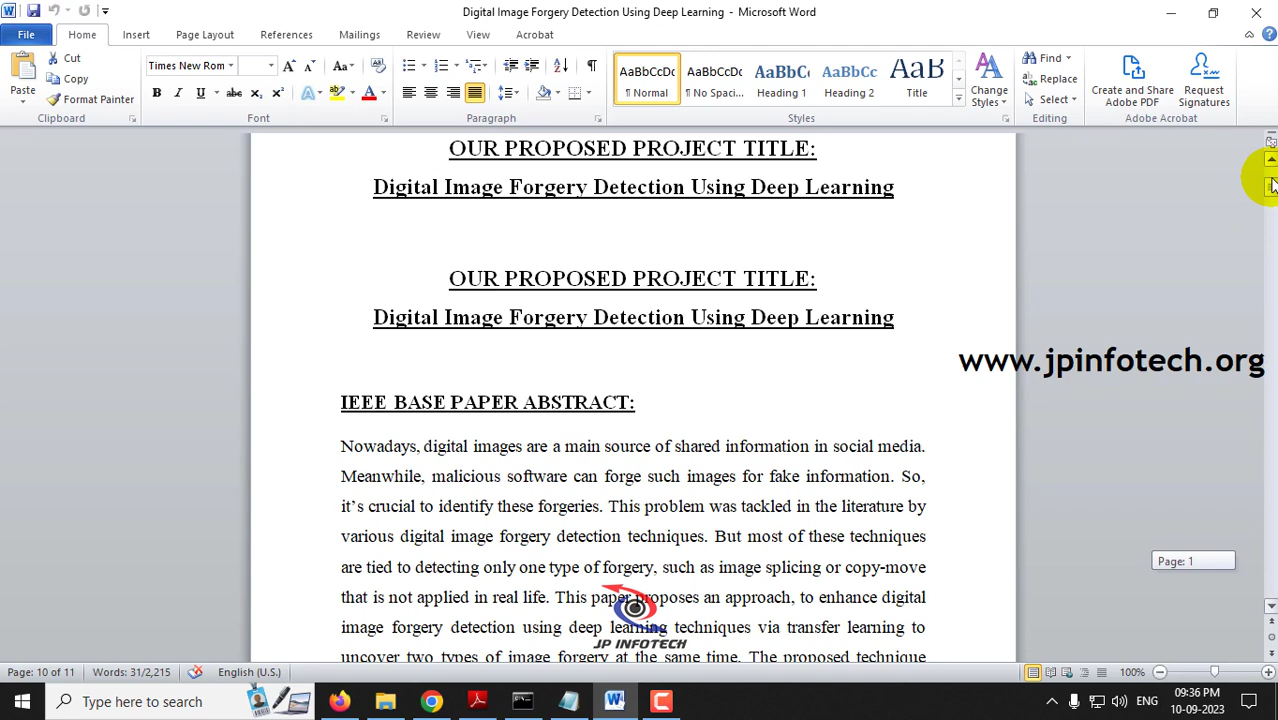 Digital Image Forgery Detection Using Deep Learning - Microsoft Word
File Home Insert Page Layout References Mailings Review View Acrobat
Paste
Cut
Copy
Format Painter
Clipboard
Times New Rom
Font
Paragraph
AaBbCcDc AaBbCcDc AaBbC AaBbCc AaB
¶ Normal ¶ No Spaci... Heading 1 Heading 2 Title
Change
Styles
Styles
Find
Replace
Select
Editing
Create and Share
Adobe PDF
Request
Signatures
Adobe Acrobat
OUR PROPOSED PROJECT TITLE:
Digital Image Forgery Detection Using Deep Learning
OUR PROPOSED PROJECT TITLE:
Digital Image Forgery Detection Using Deep Learning
www.jpinfotech.org
IEEE BASE PAPER ABSTRACT:
Nowadays, digital images are a main source of shared information in social media.
Meanwhile, malicious software can forge such images for fake information. So,
it's crucial to identify these forgeries. This problem was tackled in the literature by
various digital image forgery detection techniques. But most of these techniques
are tied to detecting only one type of forgery, such as image splicing or copy-move
that is not applied in real life. This paper proposes an approach, to enhance digital
image forgery detection using deep learning techniques via transfer learning to
uncover two types of image forgery at the same time. The proposed technique
Page: 1
JP INFOTECH
Page: 10 of 11 Words: 31/2,215 English (U.S.) 100%
Type here to search
ENG
09:36 PM
10-09-2023